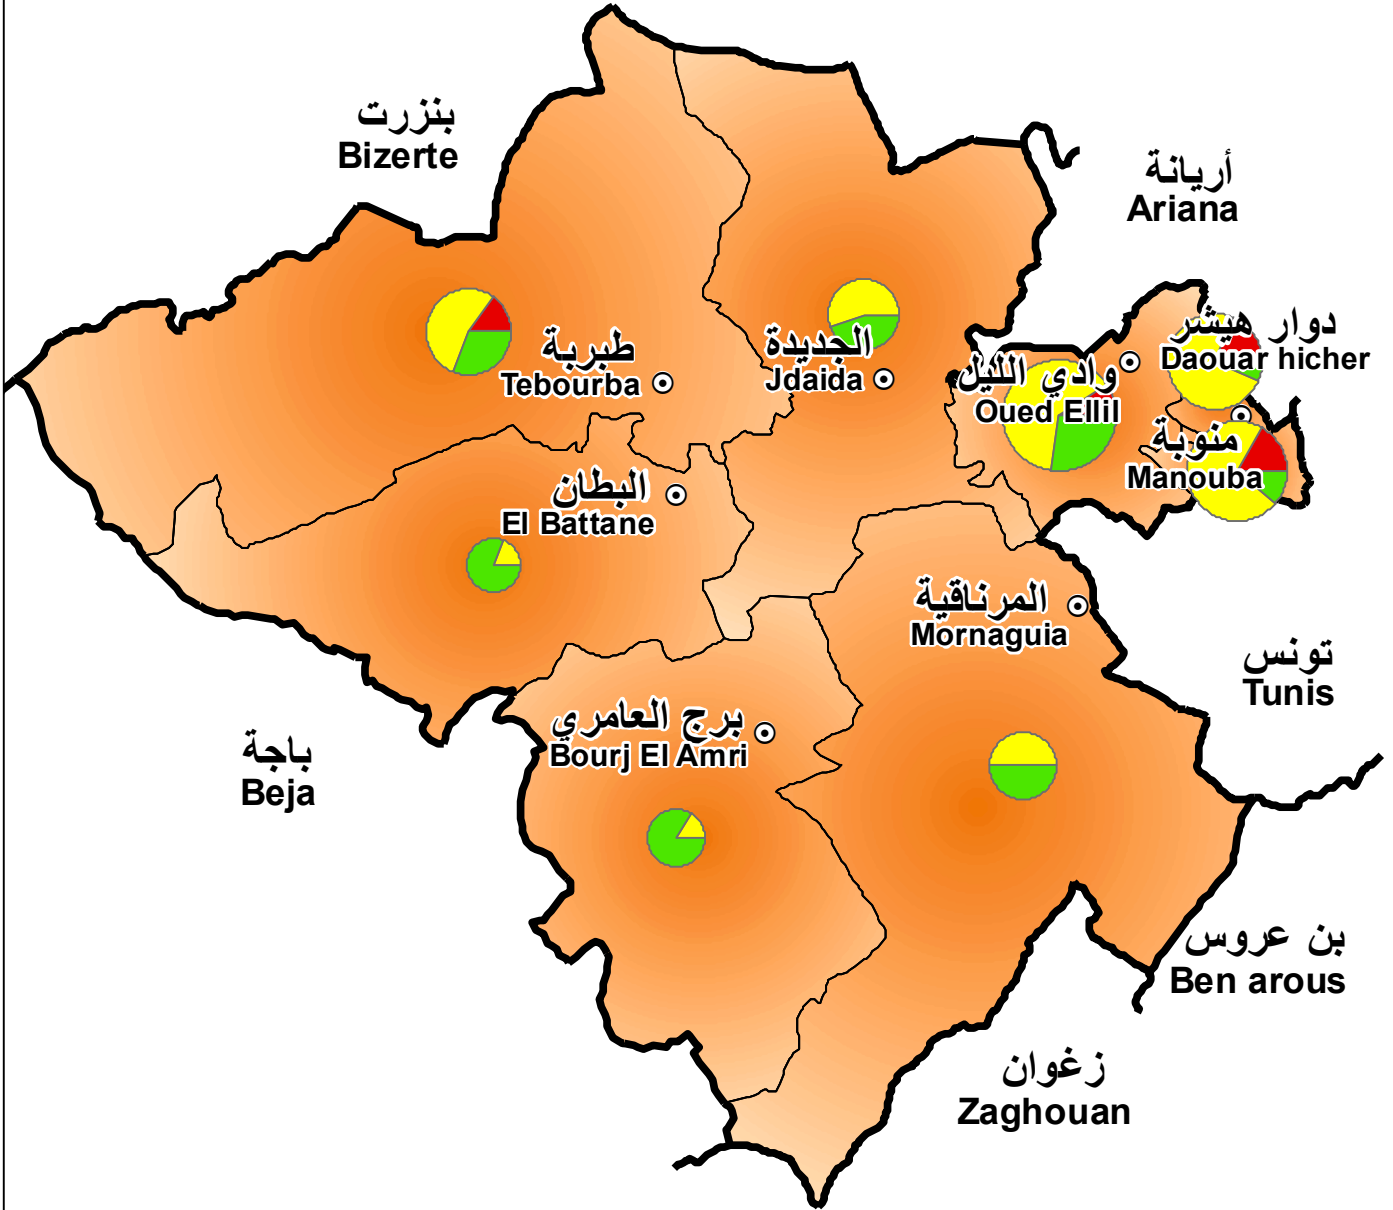 بنزرت
Bizerte
أريانة
Ariana
دوار هيشر
Daouar hicher
طبربة
Tebourba
الجديدة
Jdaida
وادي الليل
Oued Ellil
منوبة
Manouba
البطان
El Battane
المرناقية
Mornaguia
تونس
Tunis
برج العامري
Bourj El Amri
باجة
Beja
بن عروس
Ben arous
زغوان
Zaghouan